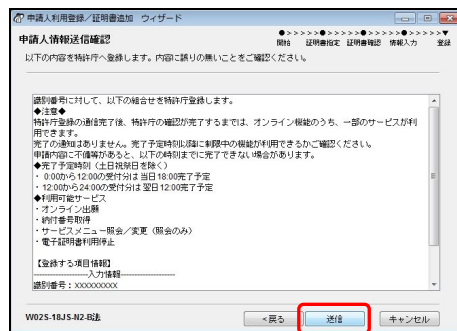 申請人利用登録／証明書追加 ウィザード
申請人情報送信確認
●>>>>>●>>>>>●>>>>>●>>>>>▼
開始 証明書指定 証明書確認 情報入力 登録
以下の内容を特許庁へ登録します。内容に誤りの無いことをご確認ください。
識別番号に対して、以下の組合せを特許庁登録します。
◆注意◆
特許庁登録の通信完了後、特許庁の確認が完了するまでは、オンライン機能のうち、一部のサービスが利
用できます。
完了の通知はありません。完了予定時刻以降に制限中の機能が利用できるかご確認ください。
申請内容に不備等があると、以下の時刻までに完了できない場合があります。
◆完了予定時刻（土日祝祭日を除く）
・0:00から12:00の受付分は当日18:00完了予定
・12:00から24:00の受付分は翌日12:00完了予定
◆利用可能サービス
・オンライン出願
・納付番号取得
・サービスメニュー照会／変更（照会のみ）
・電子証明書利用停止
【登録する項目情報】
--------------------入力情報--------------------
識別番号：XXXXXXXXX
W02S-18JS-N2-B法
<戻る 送信 キャンセル